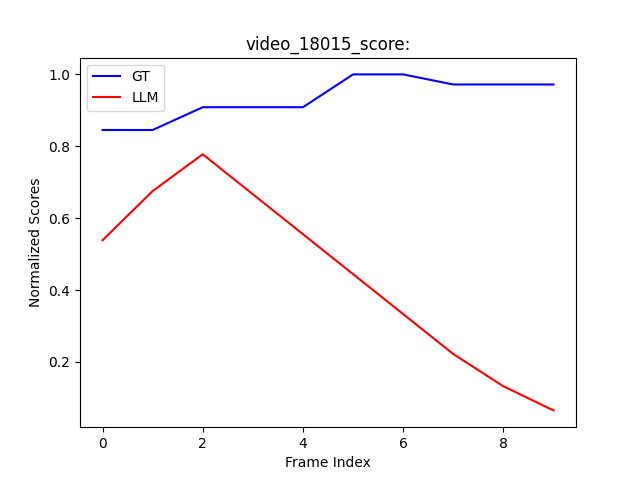 video_18015_score:
GT
LLM
1.0
0.8
0.6
0.4
0.2
Normalized Scores
0 2 4 6 8
Frame Index